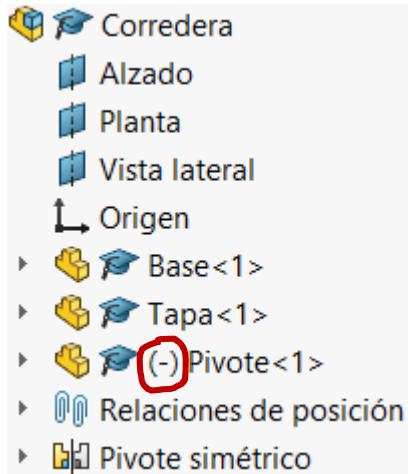 Corredera
Alzado
Planta
Vista lateral
Origen
Base<1>
Tapa<1>
(-) Pivote<1>
Relaciones de posición
Pivote simétrico